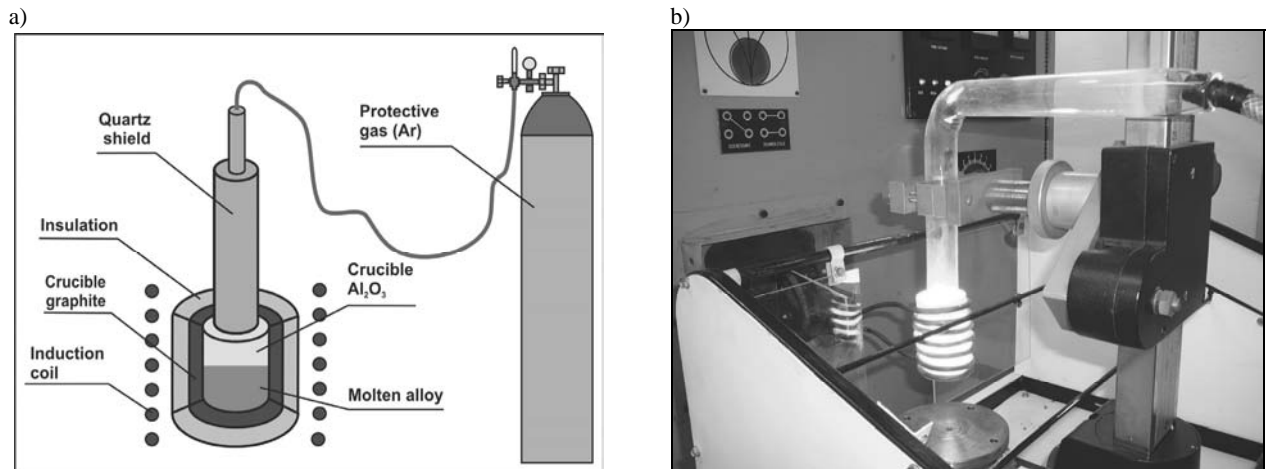 a)
b)
Quartz
shield
Protective
gas (Ar)
Insulation
Crucible
graphite
Crucible
Al₂O₃
Induction
coil
Molten alloy